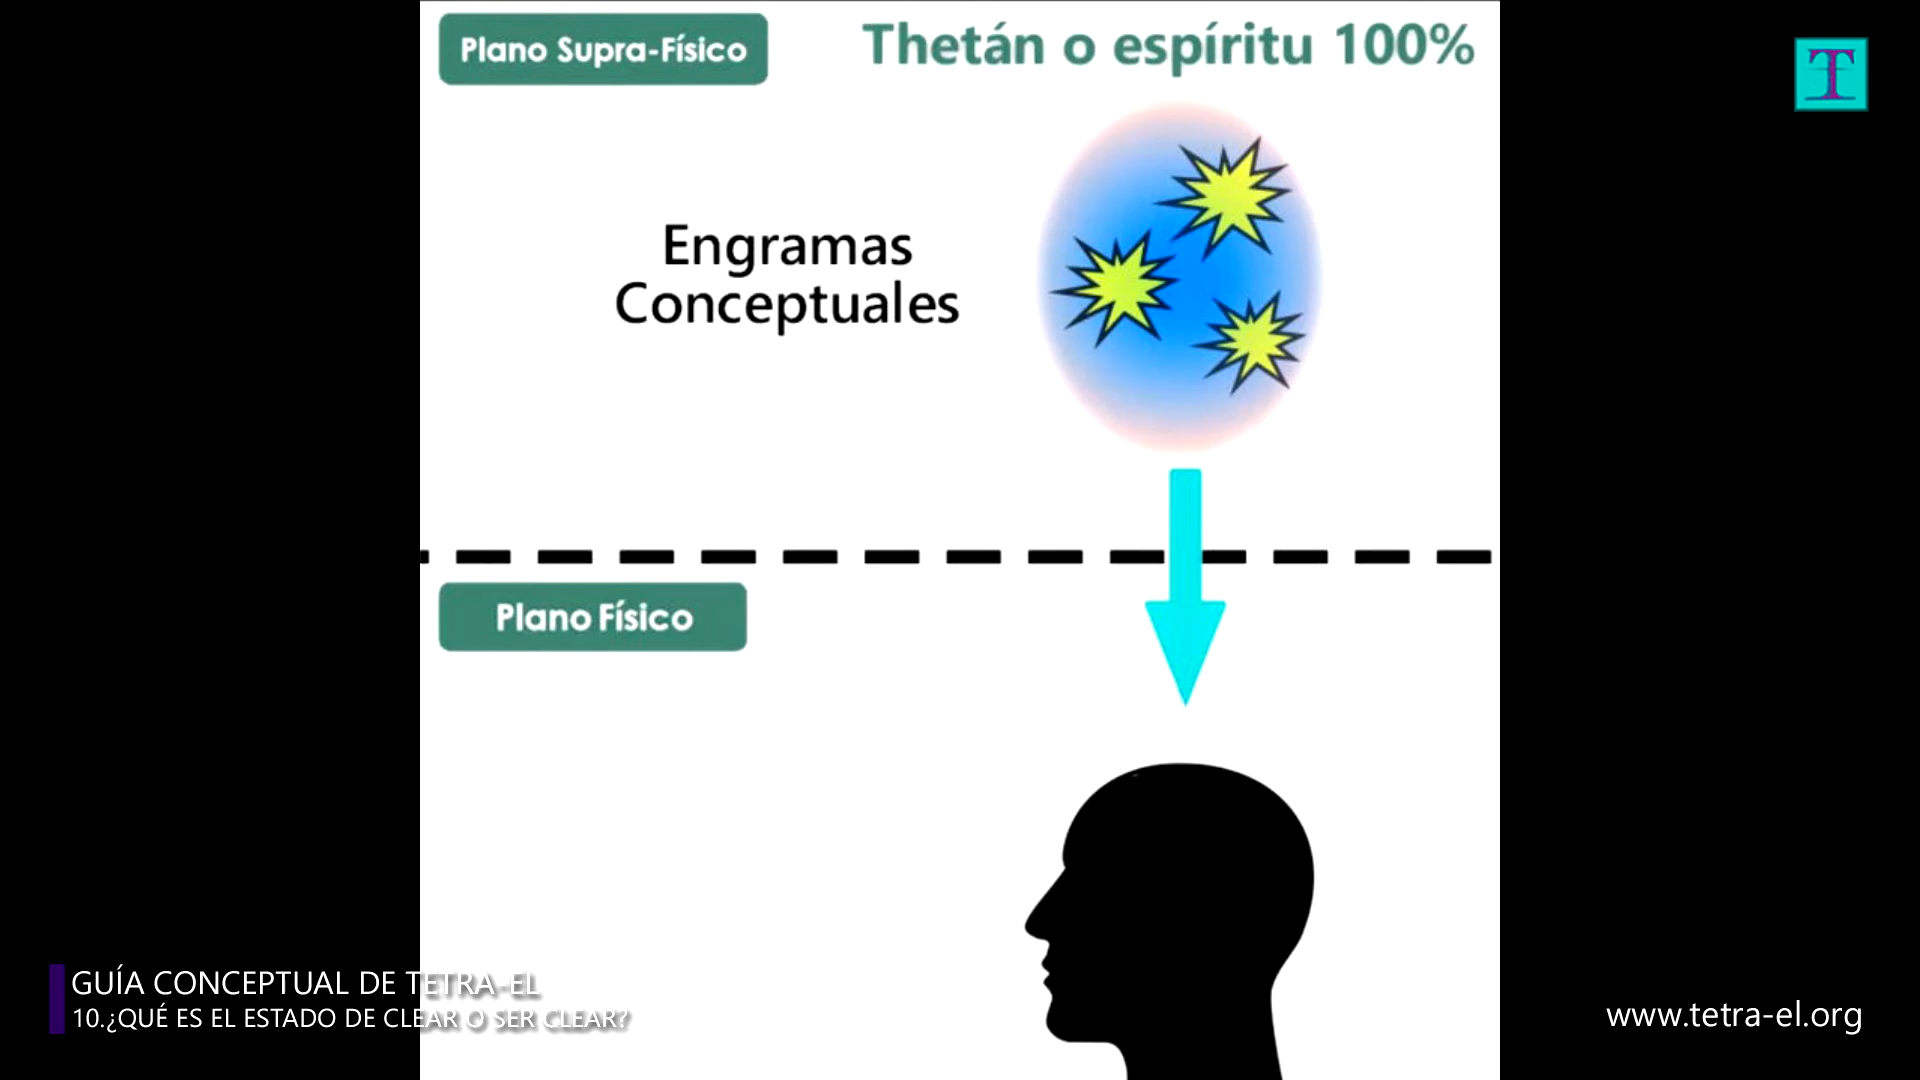 Plano Supra-Físico
Thetán o espíritu 100%
T
Engramas
Conceptuales
Plano Físico
GUÍA CONCEPTUAL DE TETRA-EL
10.¿QUÉ ES EL ESTADO DE CLEAR O SER CLEAR?
www.tetra-el.org